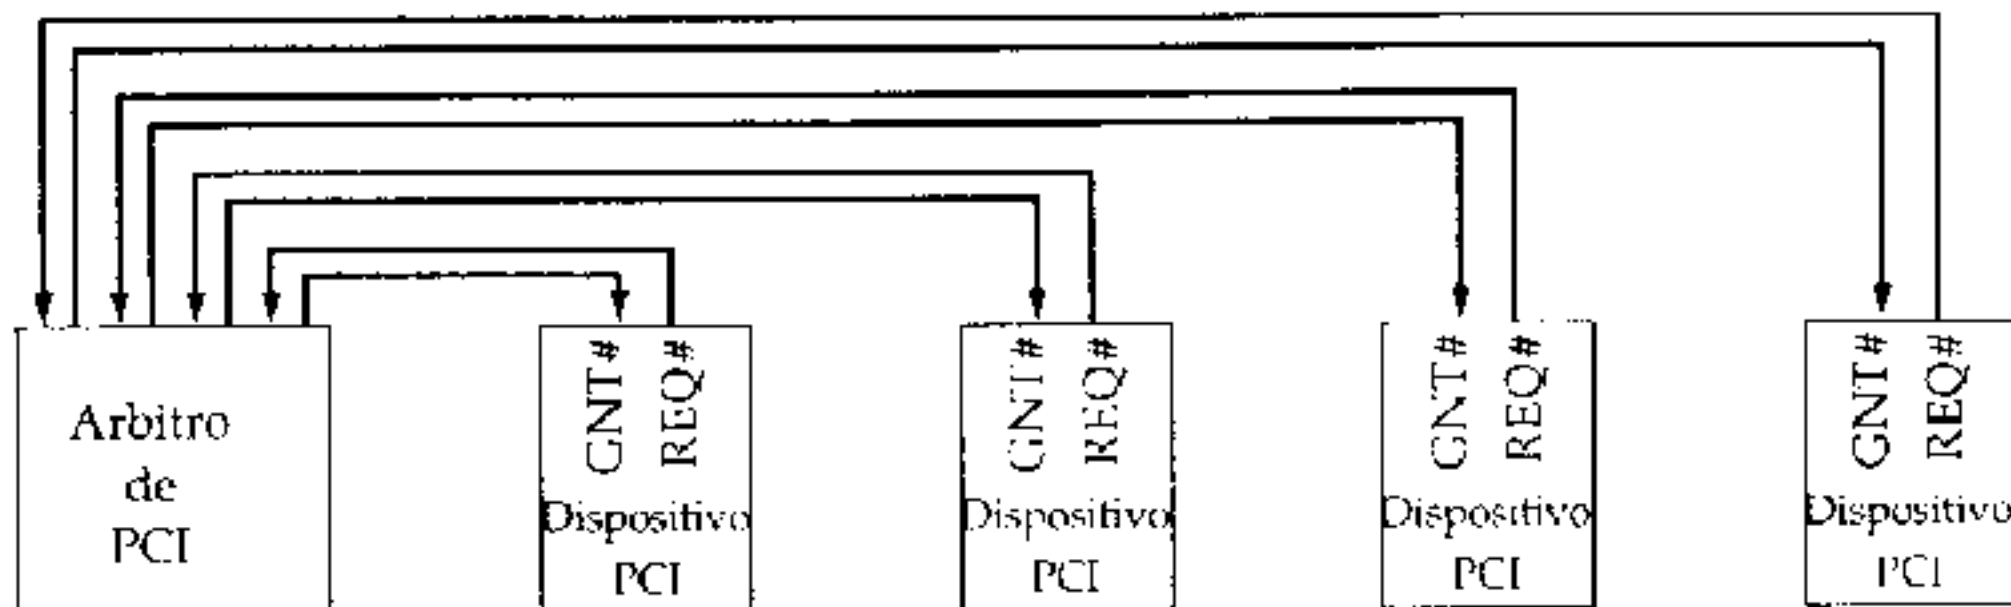 Arbitro
de
PCI
GNT#
REQ#
Dispositivo
PCI
GNT#
REQ#
Dispositivo
PCI
GNT#
REQ#
Dispositivo
PCI
GNT#
REQ#
Dispositivo
PCI